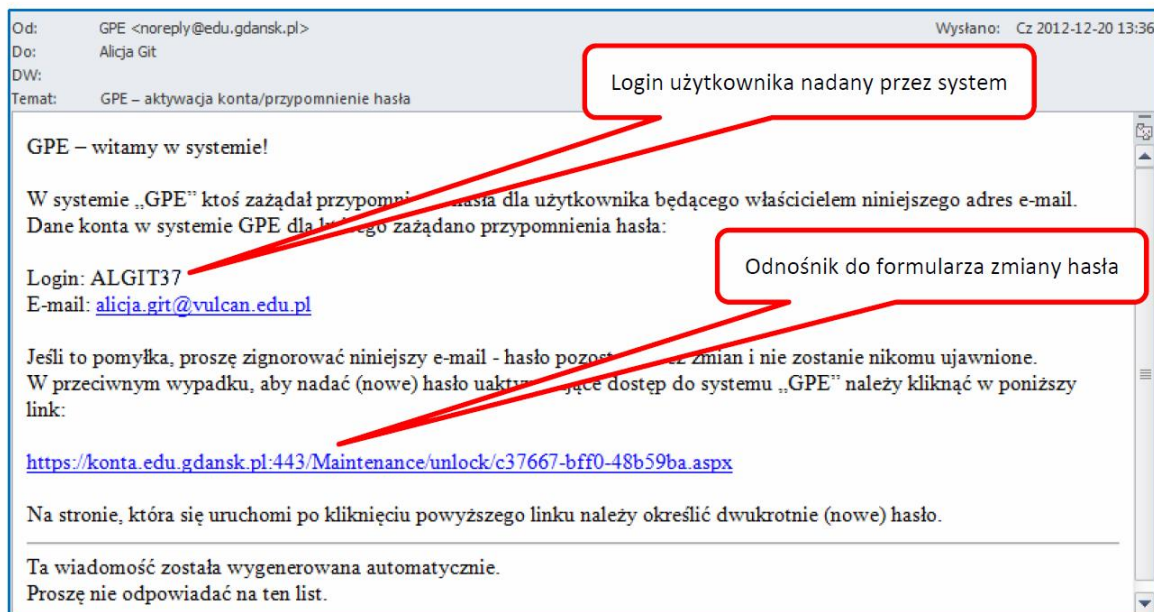 Od: GPE <noreply@edu.gdansk.pl> Wysłano: Cz 2012-12-20 13:36
Do: Alicja Git
DW:
Temat: GPE – aktywacja konta/przypomnienie hasła
Login użytkownika nadany przez system
GPE – witamy w systemie!
W systemie „GPE” ktoś zażądał hasła dla użytkownika będącego właścicielem niniejszego adres e-mail.
Dane konta w systemie GPE dla zażądano przypomnienia hasła:
Odnośnik do formularza zmiany hasła
Login: ALGIT37
E-mail: alicja.girt@vulcan.edu.pl
Jeśli to pomyłka, proszę zignorować niniejszy e-mail - hasło zmian i nie zostanie nikomu ujawnione.
W przeciwnym wypadku, aby nadać (nowe) hasło dostęp do systemu „GPE” należy kliknąć w poniższy
link:
https://konta.edu.gdansk.pl:443/Maintenance/unlock/c37667-bff0-48b59ba.aspx
Na stronie, która się uruchomi po kliknięciu powyższego linku należy określić dwukrotnie (nowe) hasło.
Ta wiadomość została wygenerowana automatycznie.
Proszę nie odpowiadać na ten list.